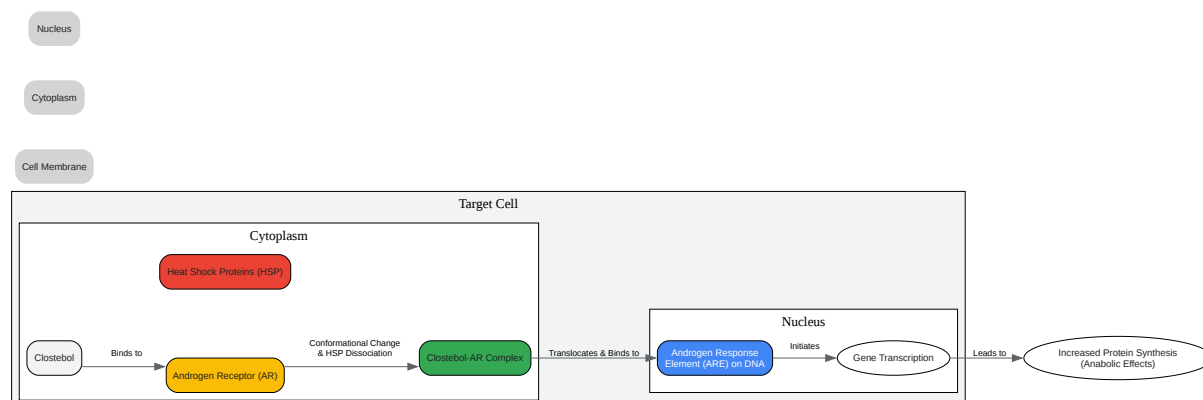 Nucleus
Cytoplasm
Cell Membrane
Target Cell
Cytoplasm
Heat Shock Proteins (HSP)
Clostebol
Binds to
Androgen Receptor (AR)
Conformational Change
& HSP Dissociation
Clostebol-AR Complex
Translocates & Binds to
Nucleus
Androgen Response
Element (ARE) on DNA
Initiates
Gene Transcription
Leads to
Increased Protein Synthesis
(Anabolic Effects)